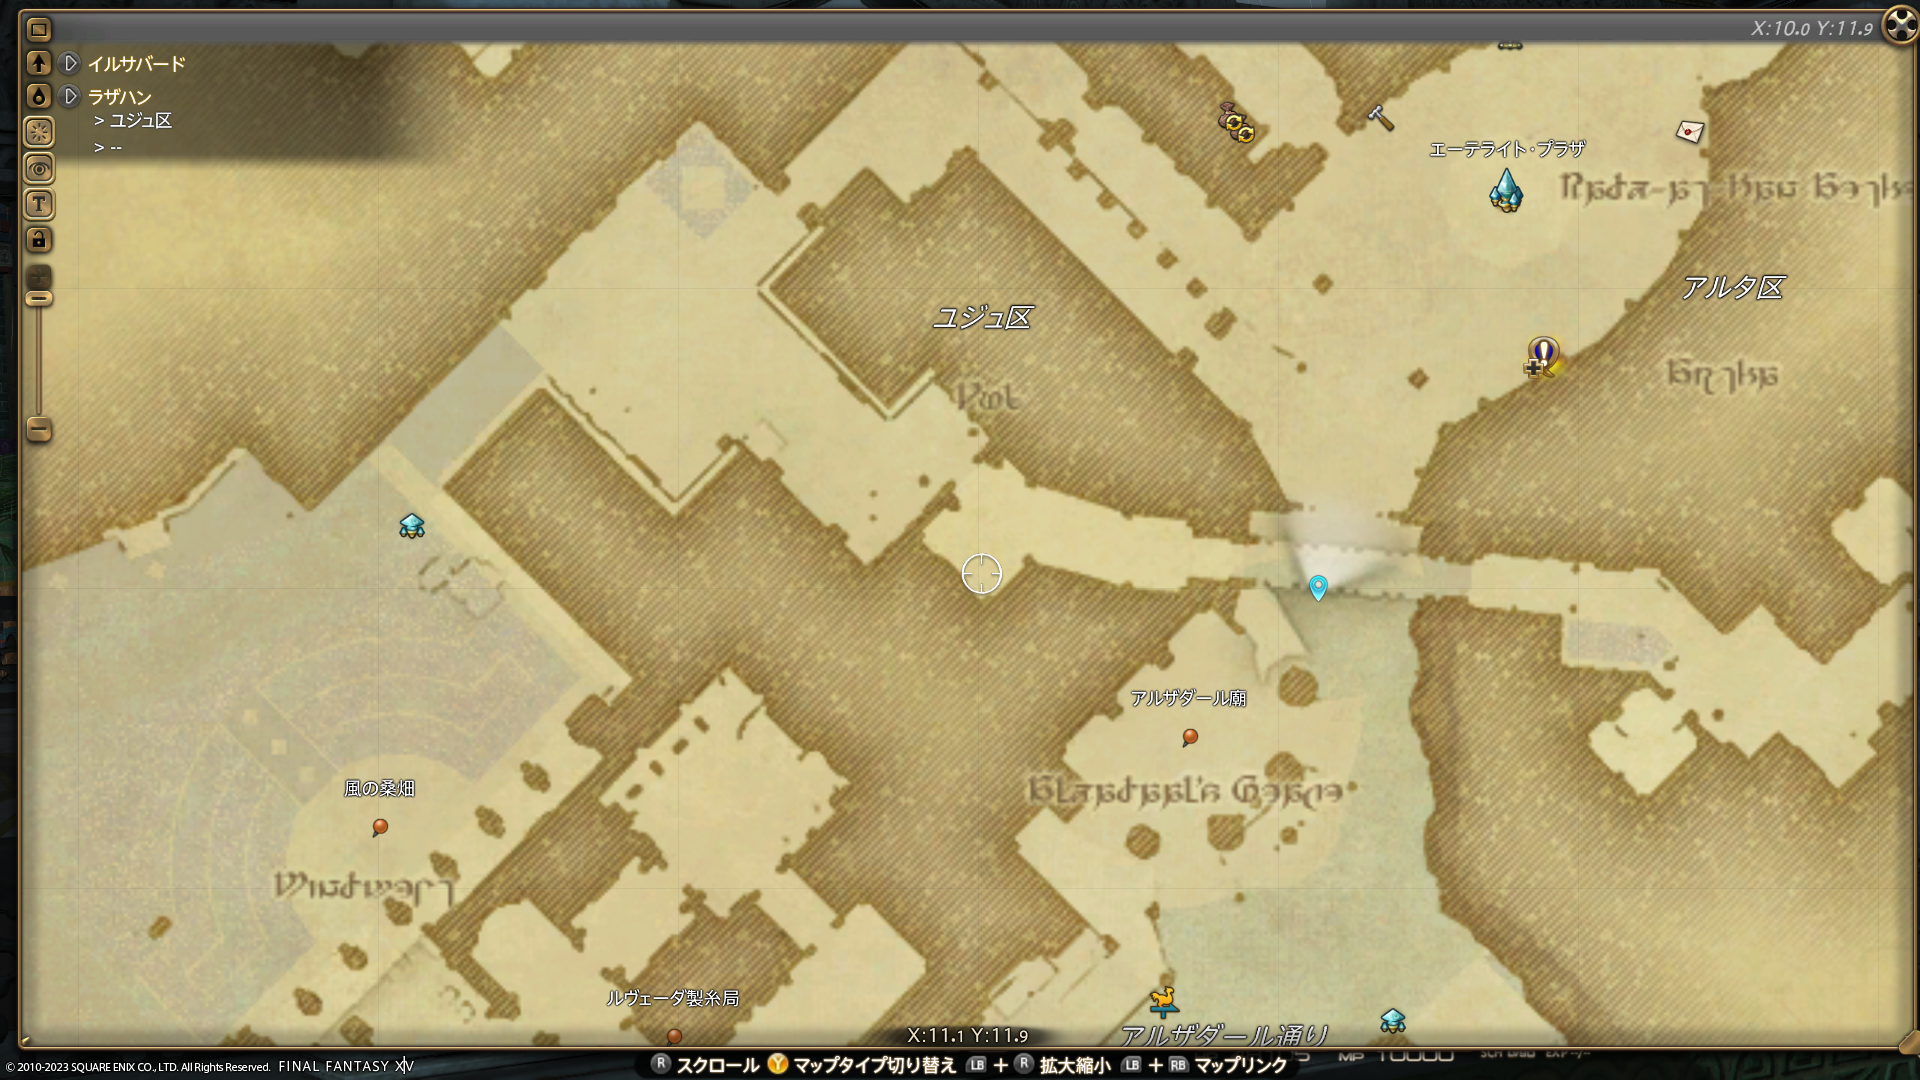 X:10.0 Y:11.9
イルサバード
ラザハン
> ユジュ区
> --
T
エーテライト・プラザ
アルタ区
ユジュ区
アルザダール廟
風の桑畑
ルヴェーダ製糸局
アルザダール通り
X:11.1 Y:11.9
MP 10000
© 2010-2023 SQUARE ENIX CO., LTD. All Rights Reserved. FINAL FANTASY XIV
R スクロール Y マップタイプ切り替え LB + R 拡大縮小 LB + RB マップリンク